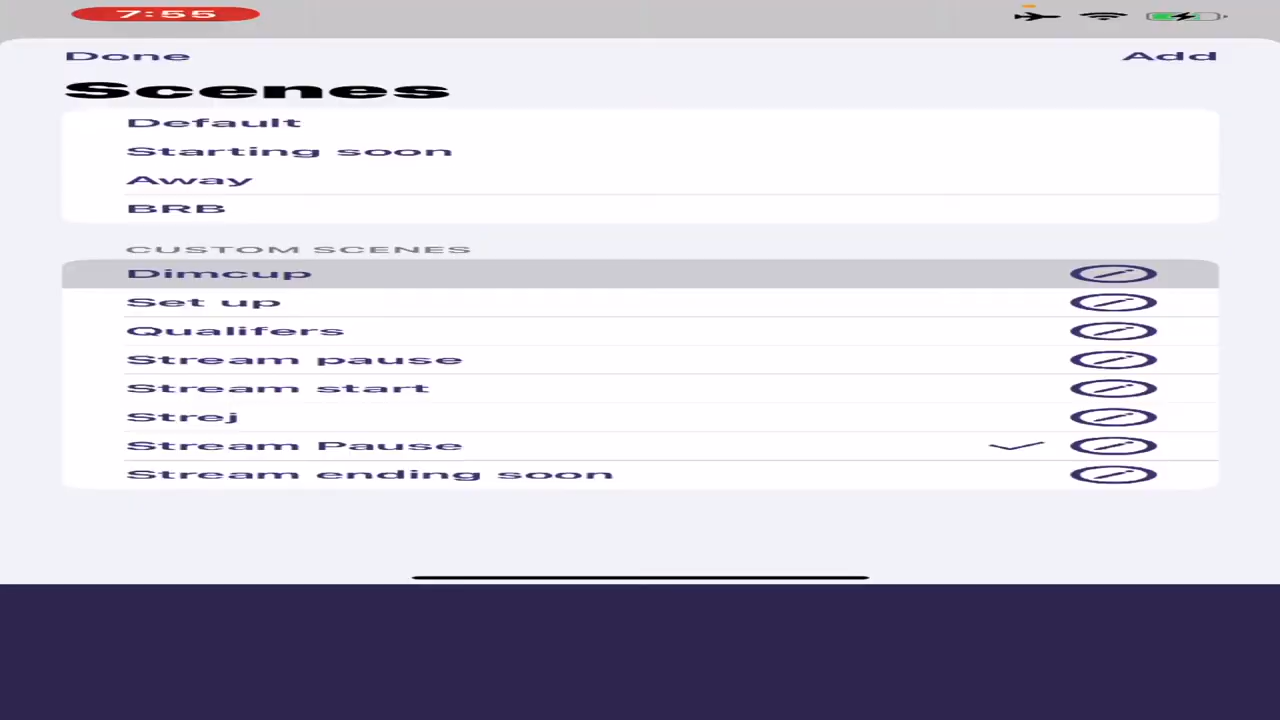 7:55
Done
Add
Scenes
Default
Starting soon
Away
BRB
CUSTOM SCENES
Dimcup
Set up
Qualifers
Stream pause
Stream start
Strej
Stream Pause
Stream ending soon